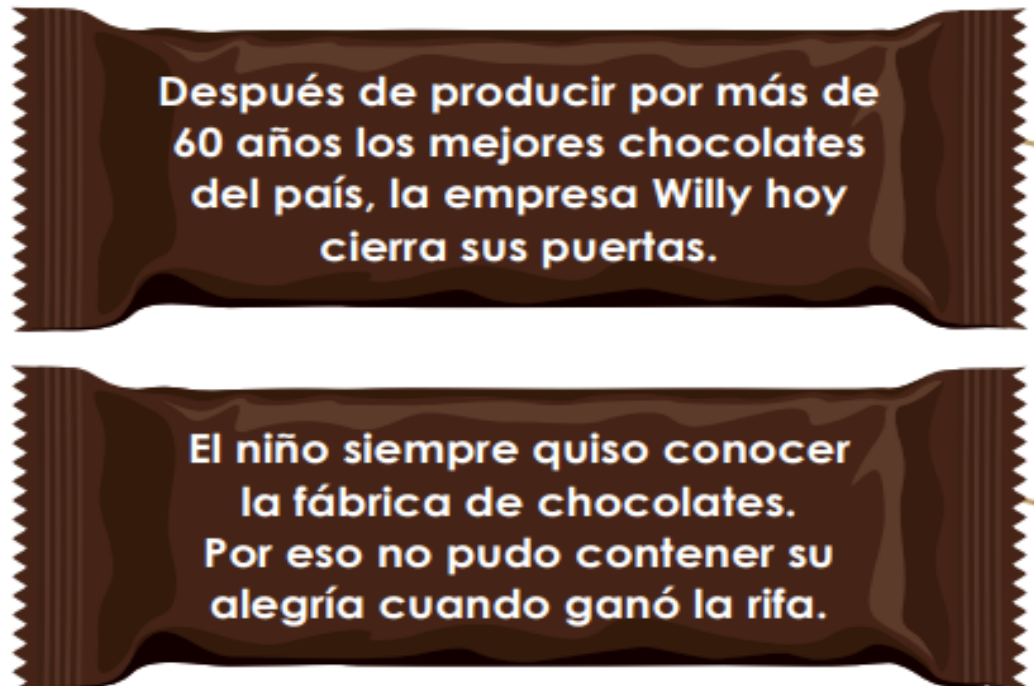 Después de producir por más de
60 años los mejores chocolates
del país, la empresa Willy hoy
cierra sus puertas.
El niño siempre quiso conocer
la fábrica de chocolates.
Por eso no pudo contener su
alegría cuando ganó la rifa.